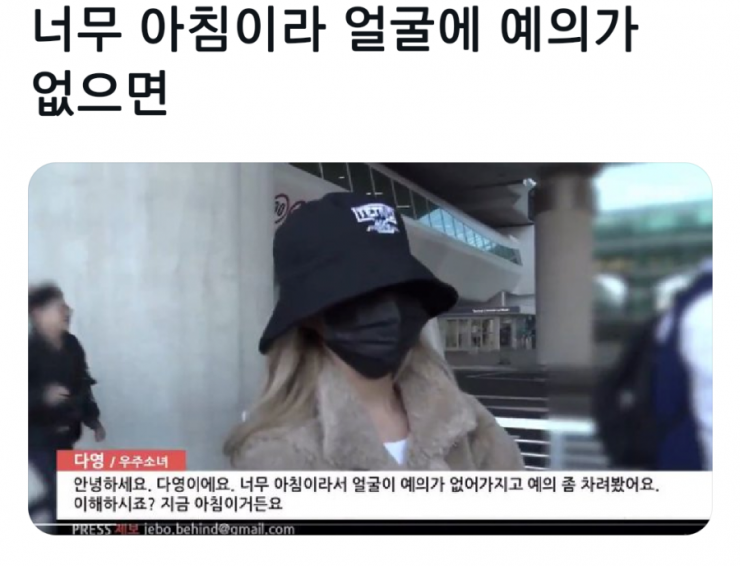 너무 아침이라 얼굴에 예의가
없으면
다영 / 우주소녀
안녕하세요. 다영이에요. 너무 아침이라서 얼굴이 예의가 없어가지고 예의 좀 차려봤어요.
이해하시죠? 지금 아침이거든요
PRESS 제보 jebo.behind@gmail.com